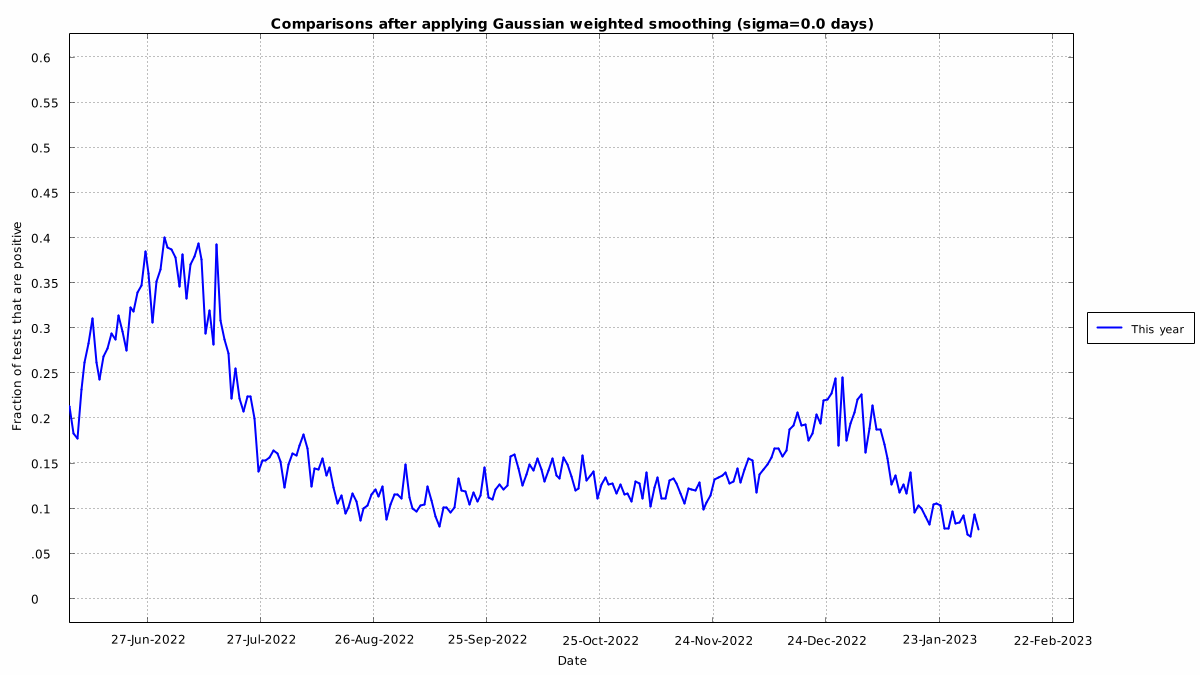 Comparisons after applying Gaussian weighted smoothing (sigma=0.0 days)
0.6
0.55
0.5
0.45
0.4
0.35
0.3
0.25
0.2
0.15
0.1
.05
0
Fraction of tests that are positive
27-Jun-2022 27-Jul-2022 26-Aug-2022 25-Sep-2022 25-Oct-2022 24-Nov-2022 24-Dec-2022 23-Jan-2023 22-Feb-2023
Date
This year